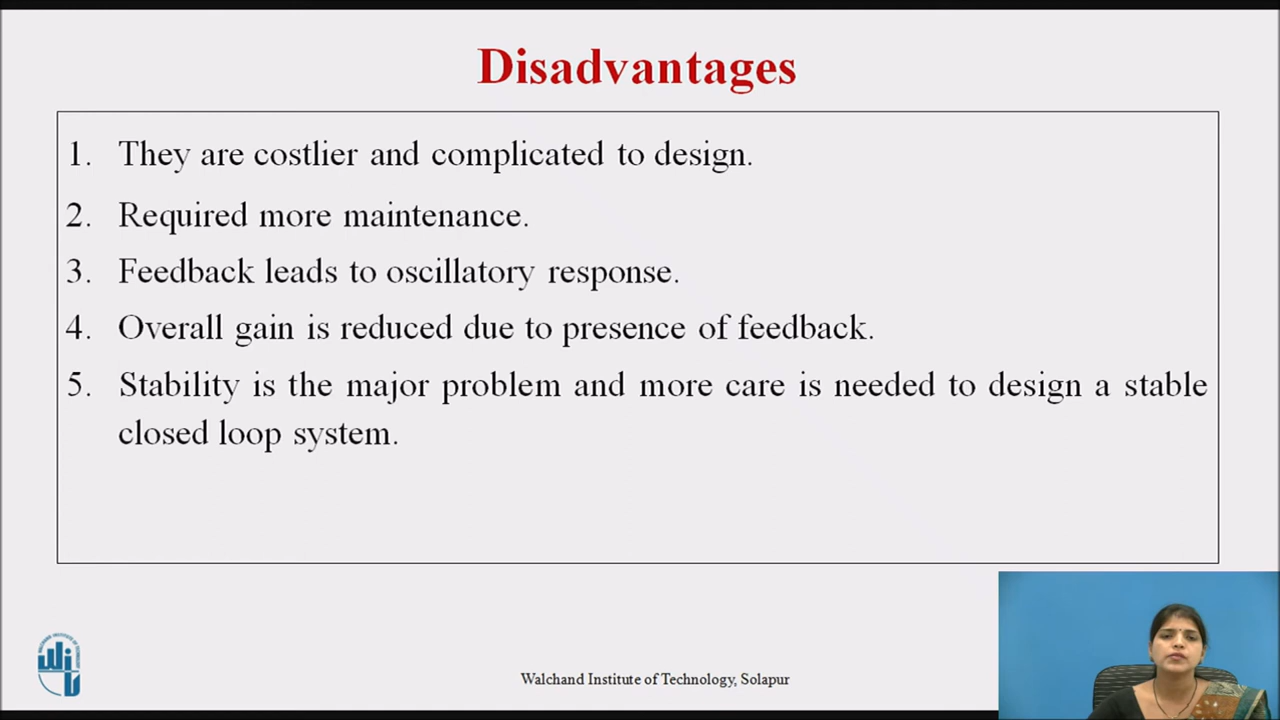 Disadvantages
1. They are costlier and complicated to design.
2. Required more maintenance.
3. Feedback leads to oscillatory response.
4. Overall gain is reduced due to presence of feedback.
5. Stability is the major problem and more care is needed to design a stable
closed loop system.
Walchand Institute of Technology, Solapur